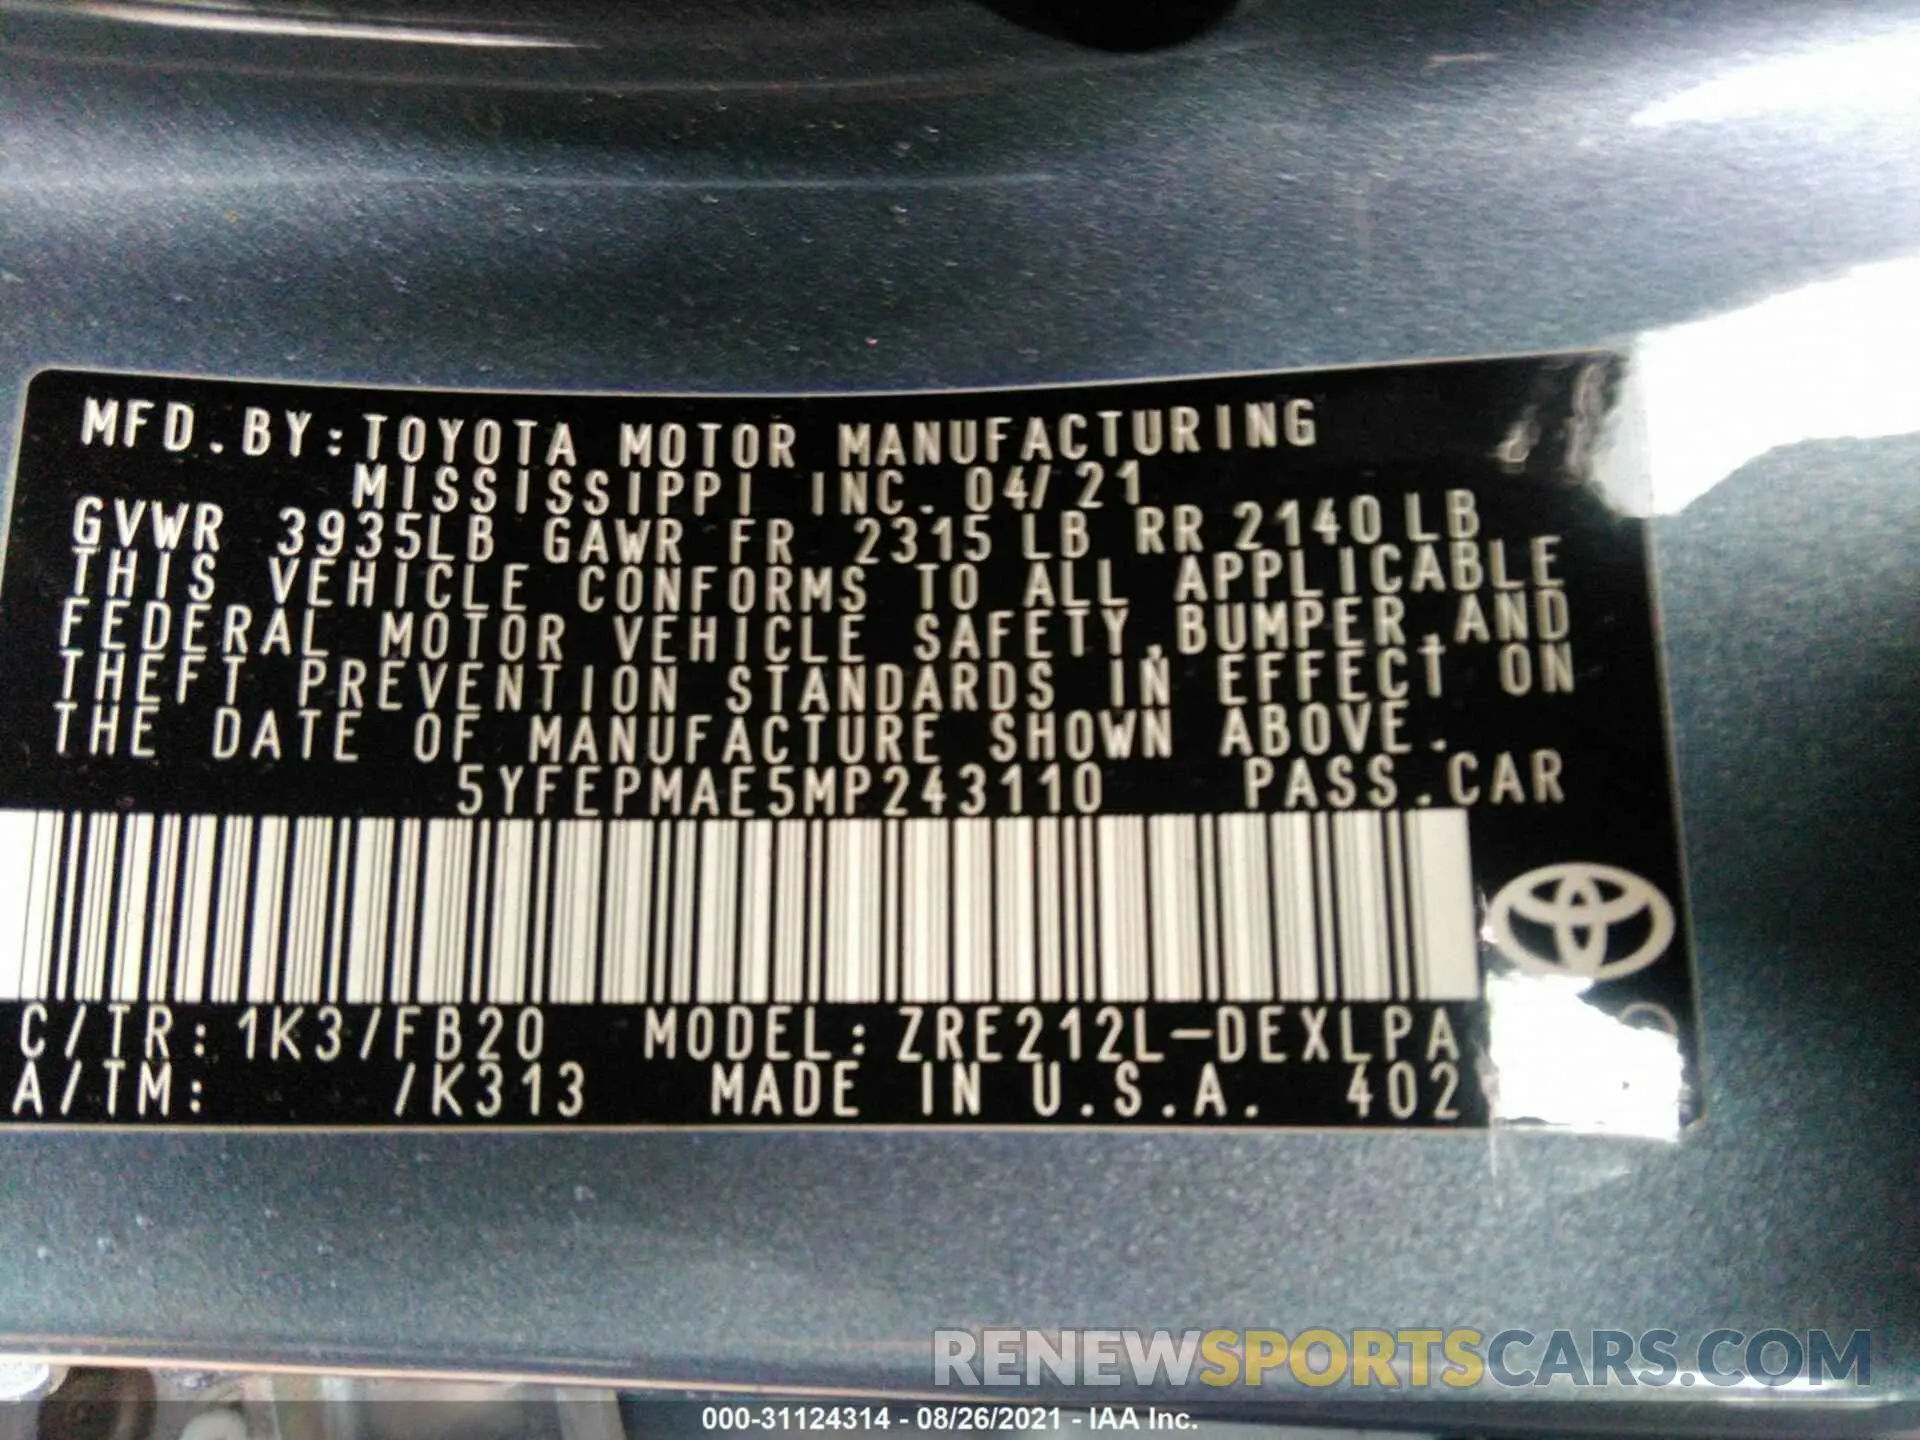 MFD.BY:TOYOTA MOTOR MANUFACTURING
MISSISSIPPI INC. 04/21
GVWR 3935LB GAWR FR 2315 LB RR 2140 LB
THIS VEHICLE CONFORMS TO ALL APPLICABLE
FEDERAL MOTOR VEHICLE SAFETY,BUMPER,AND
THEFT PREVENTION STANDARDS IN EFFECT ON
THE DATE OF MANUFACTURE SHOWN ABOVE.
5YFEPMAE5MP243110 PASS.CAR
C/TR:1K3/FB20 MODEL:ZRE212L-DEXLPA
A/TM: /K313 MADE IN U.S.A. 402
RENEWSPORTSCARS.COM
000-31124314 - 08/26/2021 - IAA Inc.